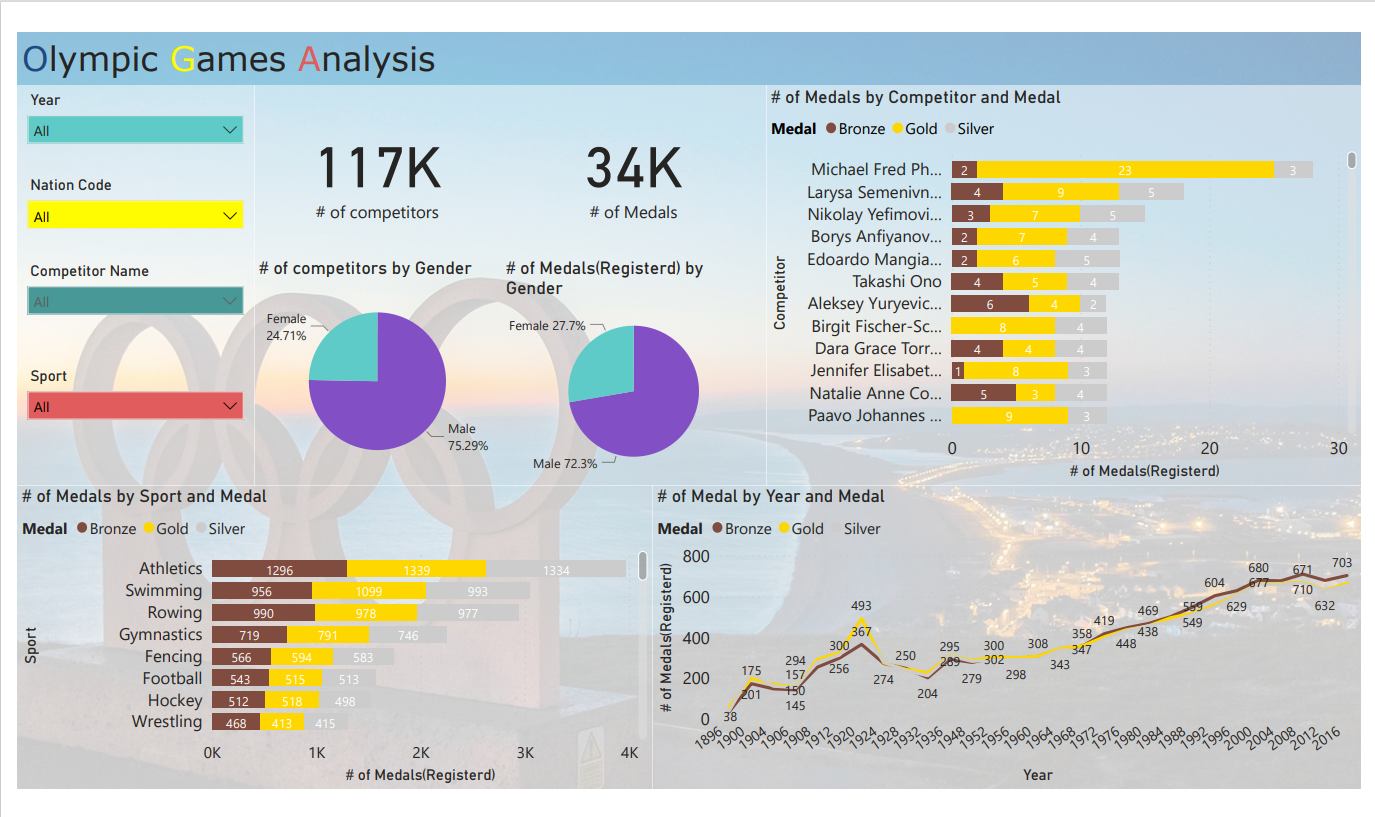 Olympic Games Analysis
Year
All
Nation Code
All
Competitor Name
All
Sport
All
117K
# of competitors
34K
# of Medals
# of competitors by Gender
Female
24.71%
Male
75.29%
# of Medals(Registerd) by
Gender
Female 27.7%
Male 72.3%
# of Medals by Competitor and Medal
Medal Bronze Gold Silver
Competitor
Michael Fred Ph... 2 23 3
Larysa Semenivn... 4 9 5
Nikolay Yefimovi... 3 7 5
Borys Anfiyanov... 2 7 4
Edoardo Mangia... 2 6 5
Takashi Ono 4 5 4
Aleksey Yuryevic... 6 4 2
Birgit Fischer-Sc... 8 4
Dara Grace Torr... 4 4 4
Jennifer Elisabet... 1 8 3
Natalie Anne Co... 5 3 4
Paavo Johannes ... 9 3
0 10 20 30
# of Medals(Registerd)
# of Medals by Sport and Medal
Medal Bronze Gold Silver
Sport
Athletics 1296 1339 1334
Swimming 956 1099 993
Rowing 990 978 977
Gymnastics 719 791 746
Fencing 566 594 583
Football 543 515 513
Hockey 512 518 498
Wrestling 468 413 415
0K 1K 2K 3K 4K
# of Medals(Registerd)
# of Medal by Year and Medal
Medal Bronze Gold Silver
# of Medals(Registerd)
800
600
400
200
0
38
175
201
294
157
150
145
300
256
493
367
274
250
204
295
289
279
300
302
298
308
343
358
347
419
448
469
438
559
549
604
629
680
677
671
710
632
703
1896 1900 1904 1906 1908 1912 1920 1924 1928 1932 1936 1948 1952 1956 1960 1964 1968 1972 1976 1980 1984 1988 1992 1996 2000 2004 2008 2012 2016
Year